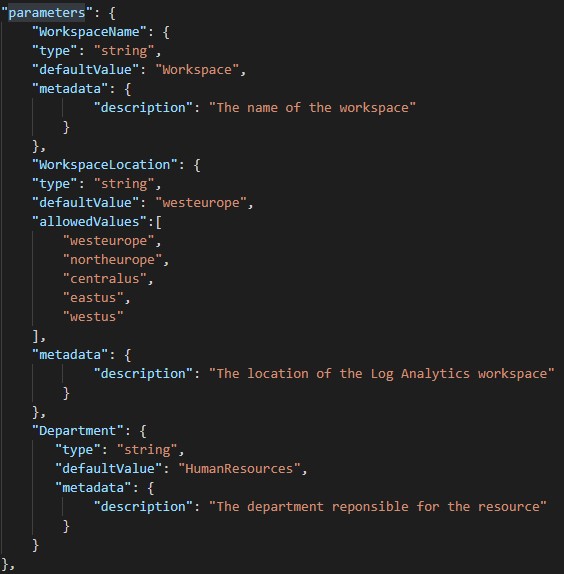 "parameters": {
"WorkspaceName": {
"type": "string",
"defaultValue": "Workspace",
"metadata": {
"description": "The name of the workspace"
}
},
"WorkspaceLocation": {
"type": "string",
"defaultValue": "westeurope",
"allowedValues":[
"westeurope",
"northeurope",
"centralus",
"eastus",
"westus"
],
"metadata": {
"description": "The location of the Log Analytics workspace"
}
},
"Department": {
"type": "string",
"defaultValue": "HumanResources",
"metadata": {
"description": "The department reponsible for the resource"
}
}
},